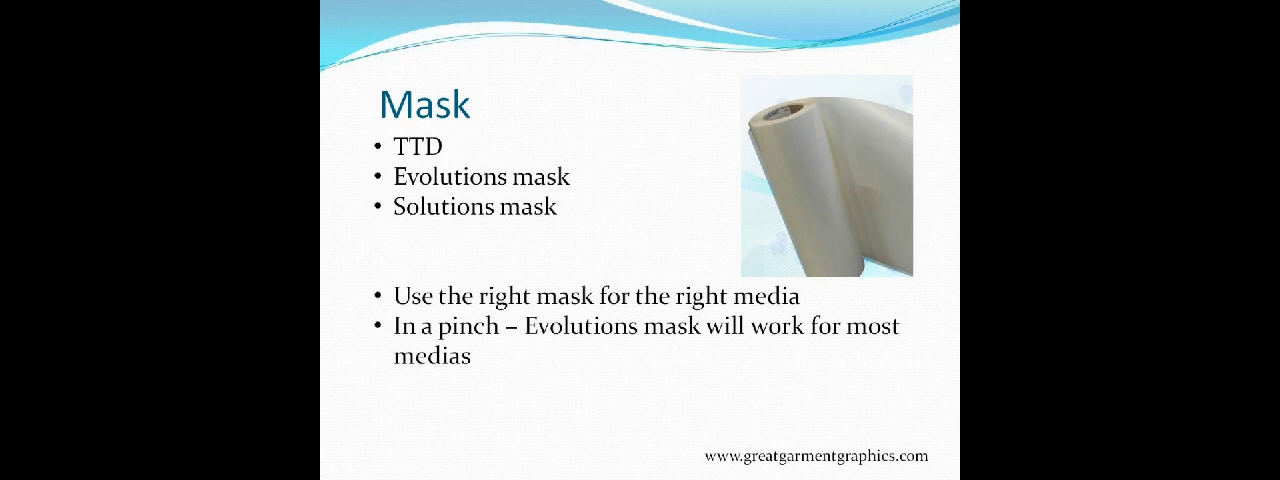 Mask
• TTD
• Evolutions mask
• Solutions mask
• Use the right mask for the right media
• In a pinch – Evolutions mask will work for most
medias
www.greatgarmentgraphics.com